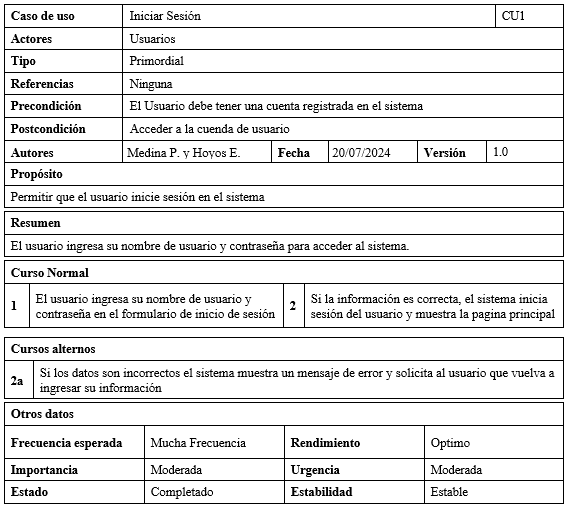 Caso de uso Iniciar Sesión CU1
Actores Usuarios
Tipo Primordial
Referencias Ninguna
Precondición El Usuario debe tener una cuenta registrada en el sistema
Postcondición Acceder a la cuenda de usuario
Autores Medina P. y Hoyos E. Fecha 20/07/2024 Versión 1.0
Propósito
Permitir que el usuario inicie sesión en el sistema
Resumen
El usuario ingresa su nombre de usuario y contraseña para acceder al sistema.
Curso Normal
1 El usuario ingresa su nombre de usuario y
contraseña en el formulario de inicio de sesión
2 Si la información es correcta, el sistema inicia
sesión del usuario y muestra la pagina principal
Cursos alternos
2a Si los datos son incorrectos el sistema muestra un mensaje de error y solicita al usuario que vuelva a
ingresar su información
Otros datos
Frecuencia esperada Mucha Frecuencia Rendimiento Optimo
Importancia Moderada Urgencia Moderada
Estado Completado Estabilidad Estable